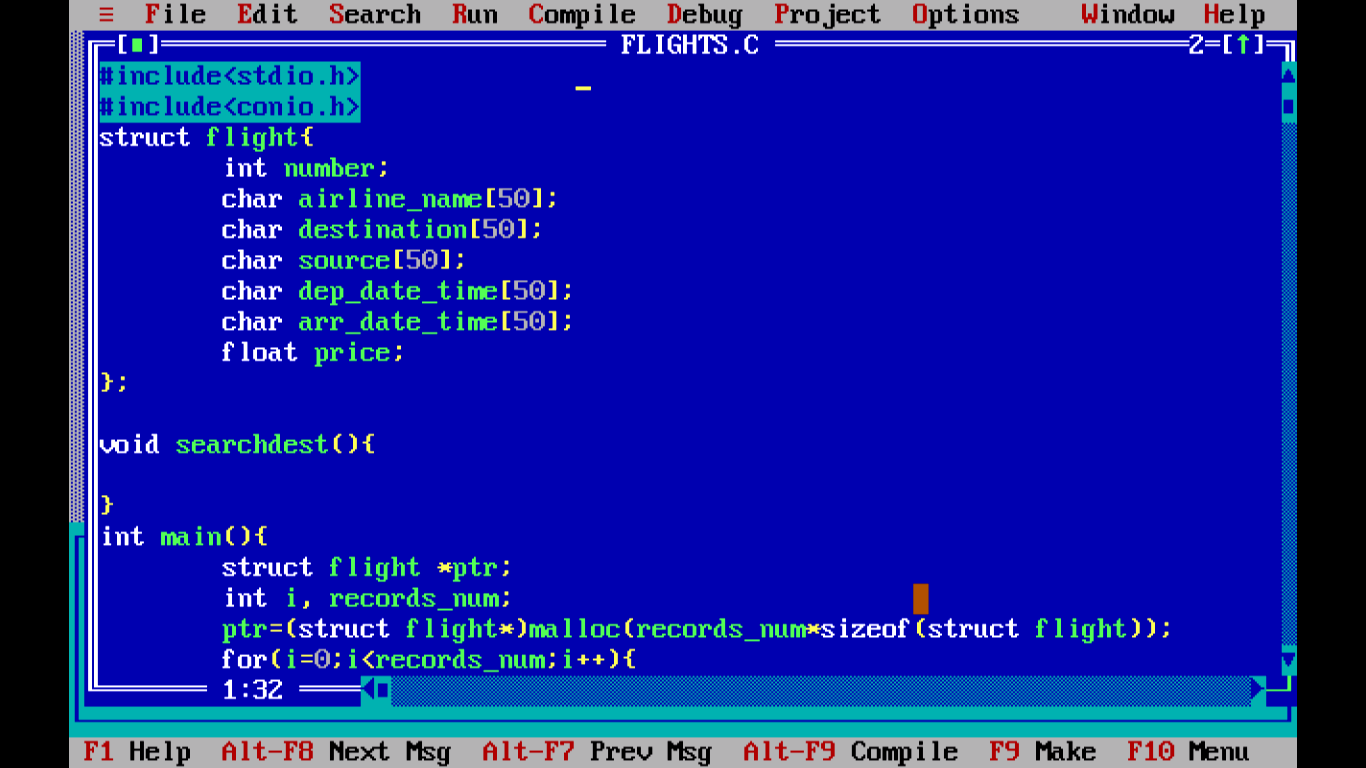 ≡ File Edit Search Run Compile Debug Project Options Window Help
[■] FLIGHTS.C 2=[↑]
#include<stdio.h>
#include<conio.h>
struct flight{
int number;
char airline_name[50];
char destination[50];
char source[50];
char dep_date_time[50];
char arr_date_time[50];
float price;
};
void searchdest(){
}
int main(){
struct flight *ptr;
int i, records_num;
ptr=(struct flight*)malloc(records_num*sizeof(struct flight));
for(i=0;i<records_num;i++){
1:32
F1 Help Alt-F8 Next Msg Alt-F7 Prev Msg Alt-F9 Compile F9 Make F10 Menu